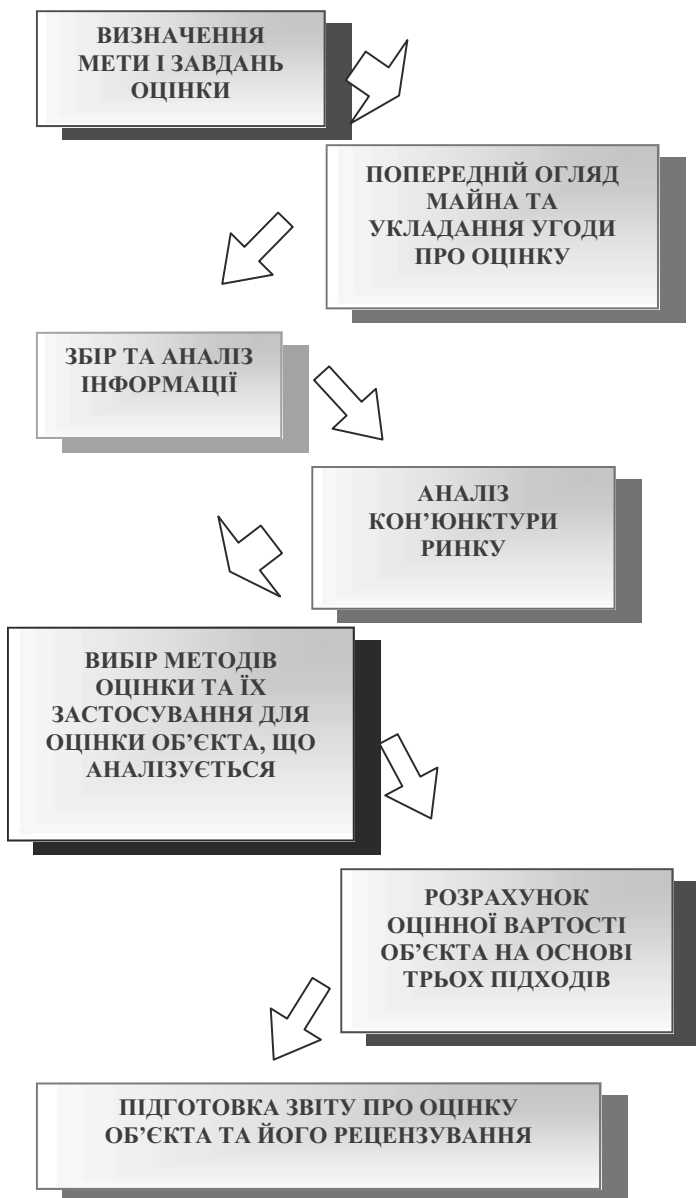 ВИЗНАЧЕННЯ
МЕТИ І ЗАВДАНЬ
ОЦІНКИ
ПОПЕРЕДНІЙ ОГЛЯД
МАЙНА ТА
УКЛАДАННЯ УГОДИ
ПРО ОЦІНКУ
ЗБІР ТА АНАЛІЗ
ІНФОРМАЦІЇ
АНАЛІЗ
КОН’ЮНКТУРИ
РИНКУ
ВИБІР МЕТОДІВ
ОЦІНКИ ТА ЇХ
ЗАСТОСУВАННЯ ДЛЯ
ОЦІНКИ ОБ’ЄКТА, ЩО
АНАЛІЗУЄТЬСЯ
РОЗРАХУНОК
ОЦІННОЇ ВАРТОСТІ
ОБ’ЄКТА НА ОСНОВІ
ТРЬОХ ПІДХОДІВ
ПІДГОТОВКА ЗВІТУ ПРО ОЦІНКУ
ОБ’ЄКТА ТА ЙОГО РЕЦЕНЗУВАННЯ